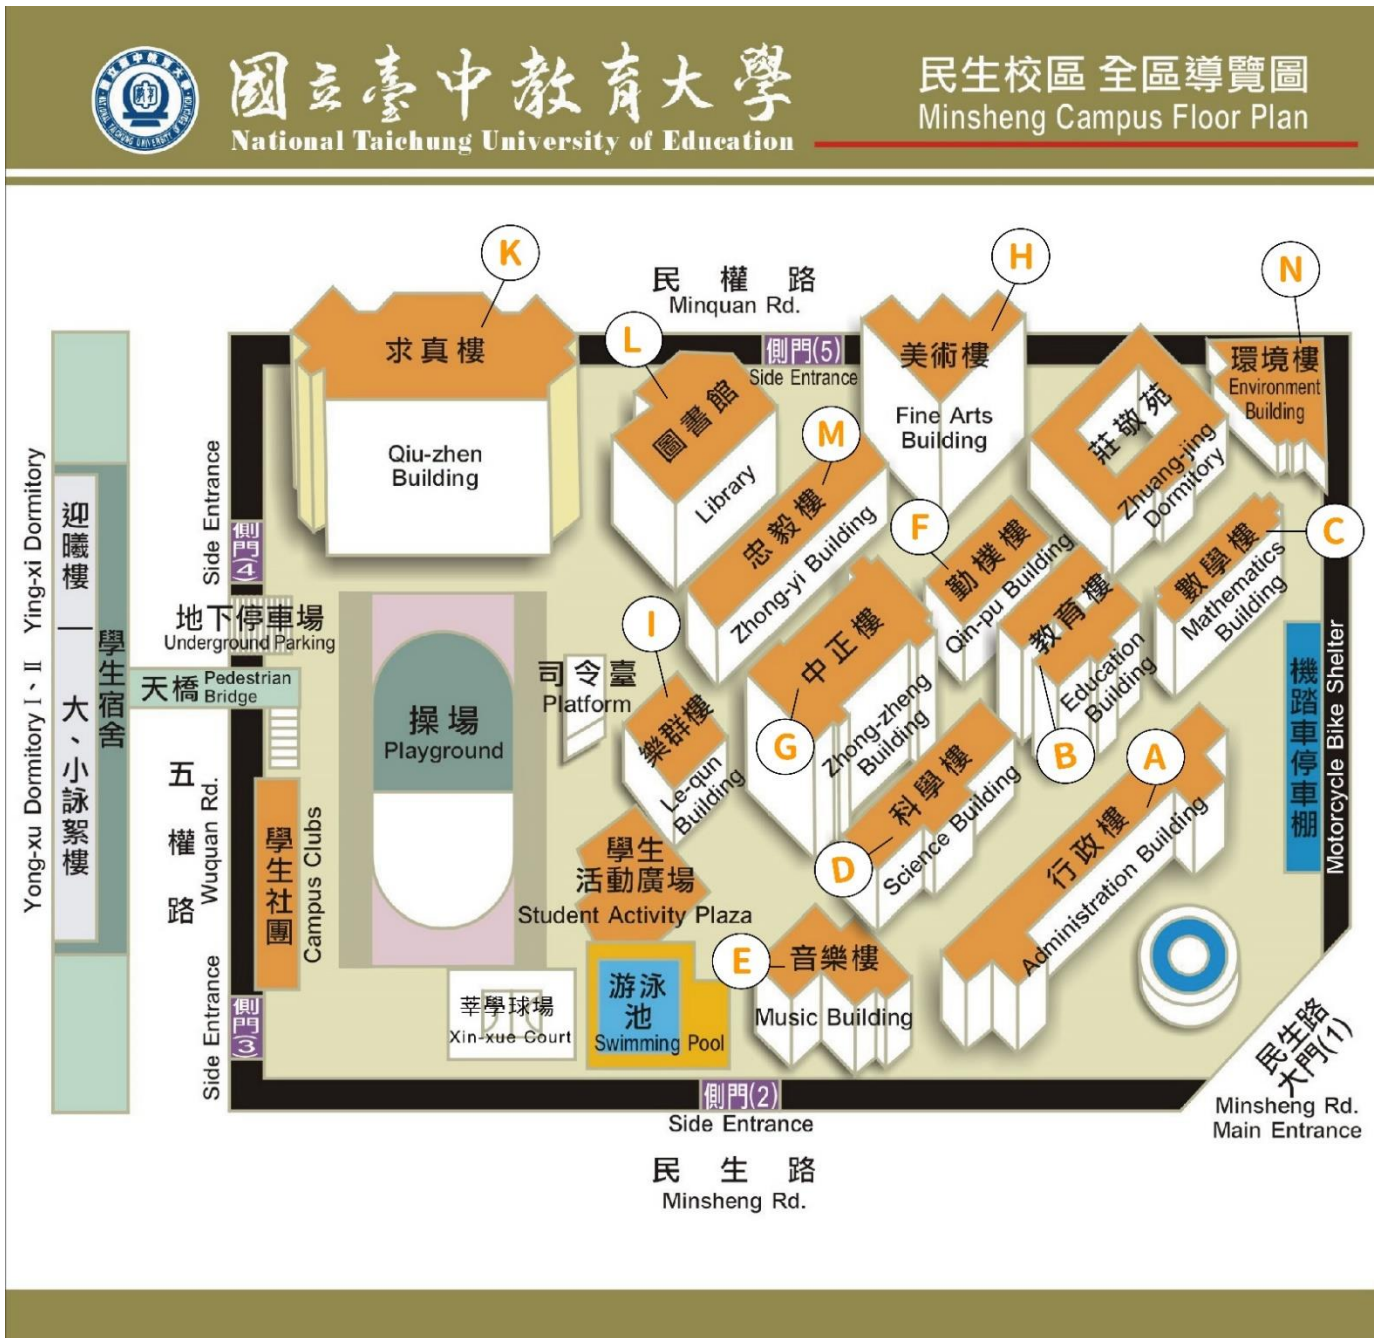 國立臺中教育大學
National Taichung University of Education
民生校區 全區導覽圖
Minsheng Campus Floor Plan
K
H
N
民權路
Minquan Rd.
L
側門(5)
Side Entrance
求真樓
Qiu-zhen
Building
圖書館
Library
美術樓
Fine Arts
Building
莊敬苑
Zhuang-jing
Dormitory
環境樓
Environment
Building
M
忠毅樓
Zhong-yi Building
F
勤樸樓
Qin-pu Building
C
數學樓
Mathematics
Building
Side Entrance
側門(4)
地下停車場
Underground Parking
天橋
Pedestrian
Bridge
Ying-xi Dormitory
Yong-xu Dormitory I、II
迎曦樓
大、小詠絮樓
學生宿舍
五權路
Wuquan Rd.
操場
Playground
司令臺
Platform
I
樂群樓
Le-qun
Building
中正樓
G
Zhong-zheng
Building
教育樓
B
Education
Building
A
行政樓
Administration Building
機踏車停車棚
Motorcycle Bike Shelter
科學樓
D
Science Building
學生社團
Campus Clubs
學生
活動廣場
Student Activity Plaza
E
音樂樓
Music Building
游泳
池
Swimming Pool
莘學球場
Xin-xue Court
Side Entrance
側門(3)
側門(2)
Side Entrance
民生路
Minsheng Rd.
民生路
大門(1)
Minsheng Rd.
Main Entrance